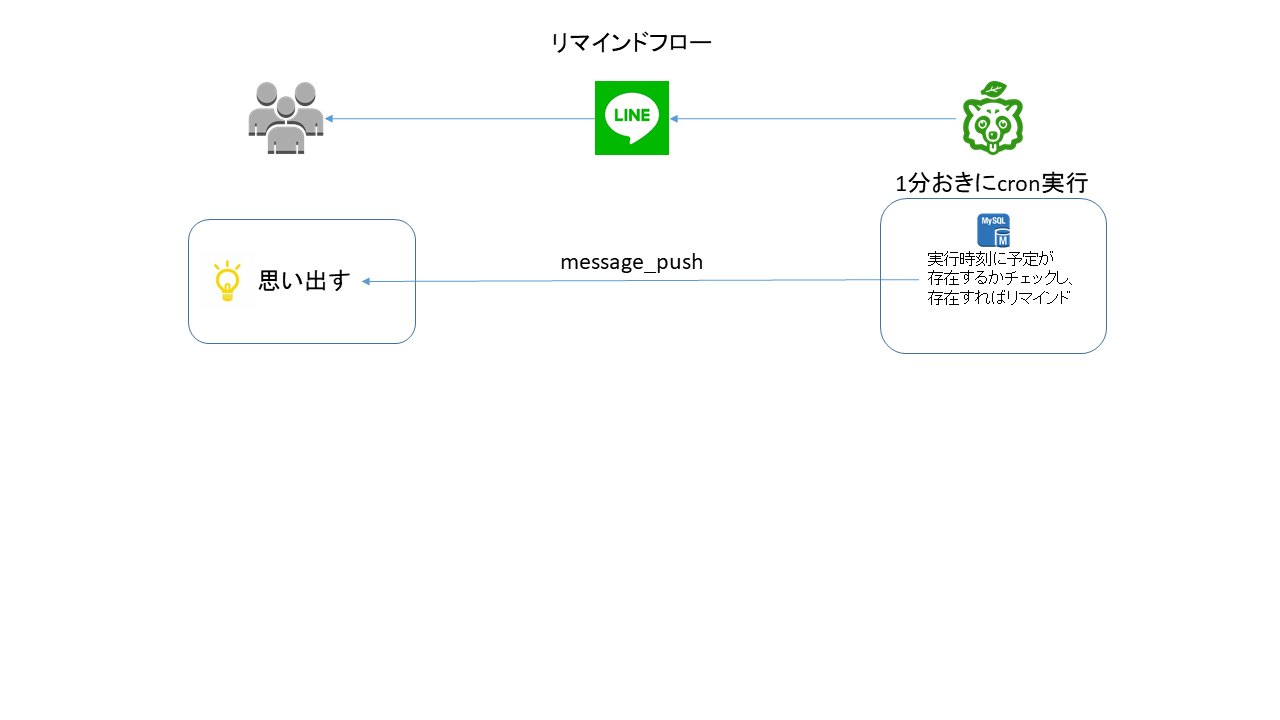 リマインドフロー
LINE
1分おきにcron実行
MySQL
M
実行時刻に予定が
存在するかチェックし、
存在すればリマインド
message_push
思い出す